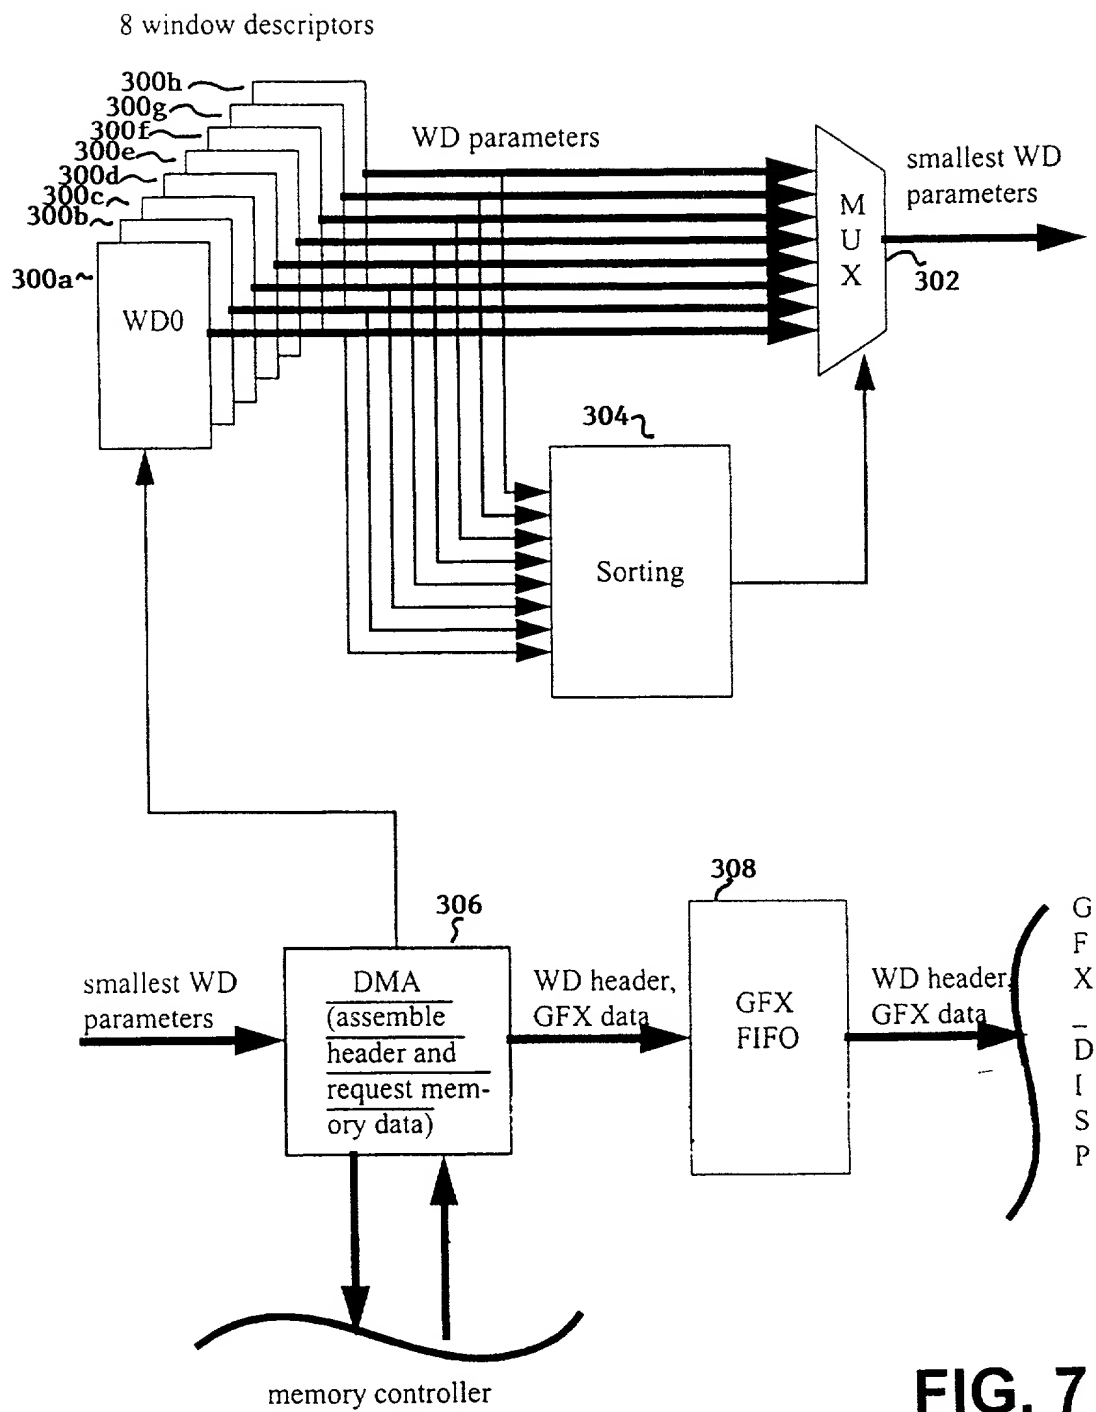 8 window descriptors
300h
300g
300f
300e
300d
300c
300b
300a
WD0
WD parameters
M
U
X
smallest WD
parameters
302
304
Sorting
306
308
smallest WD
parameters
DMA
(assemble
header and
request mem-
ory data)
WD header,
GFX data
GFX
FIFO
WD header,
GFX data
G
F
X
_
D
I
S
P
memory controller
FIG. 7